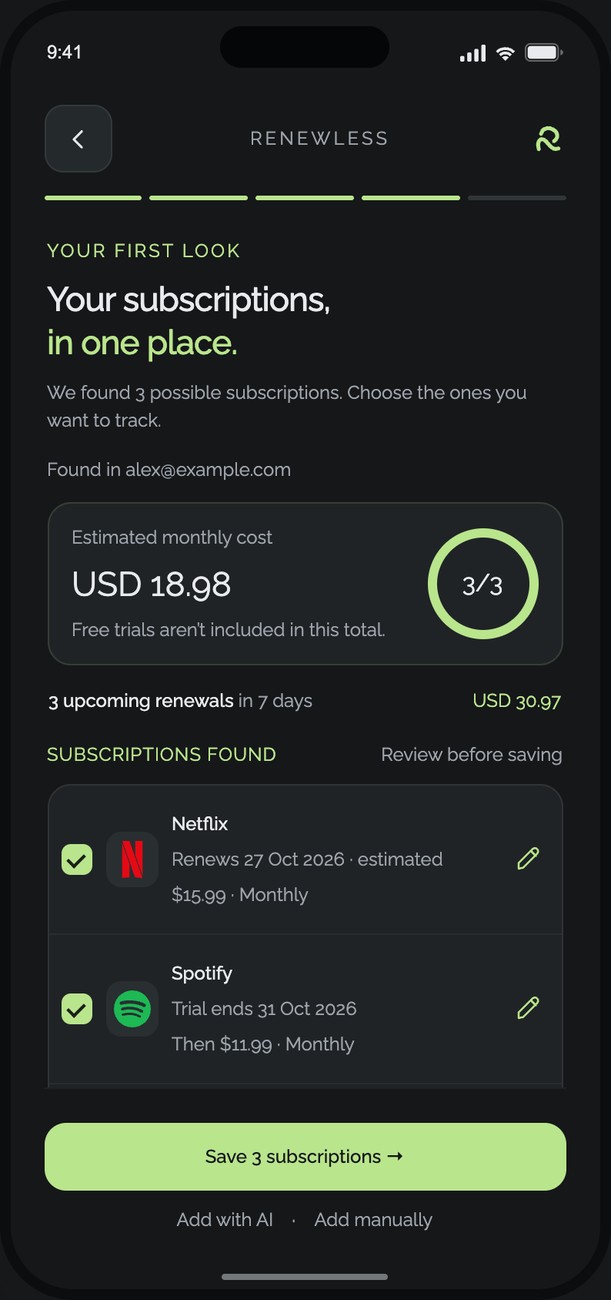 9:41
RENEWLESS
YOUR FIRST LOOK
Your subscriptions,
in one place.
We found 3 possible subscriptions. Choose the ones you
want to track.
Found in alex@example.com
Estimated monthly cost
USD 18.98
Free trials aren’t included in this total.
3/3
3 upcoming renewals in 7 days
USD 30.97
SUBSCRIPTIONS FOUND
Review before saving
Netflix
Renews 27 Oct 2026 · estimated
$15.99 · Monthly
Spotify
Trial ends 31 Oct 2026
Then $11.99 · Monthly
Save 3 subscriptions →
Add with AI · Add manually